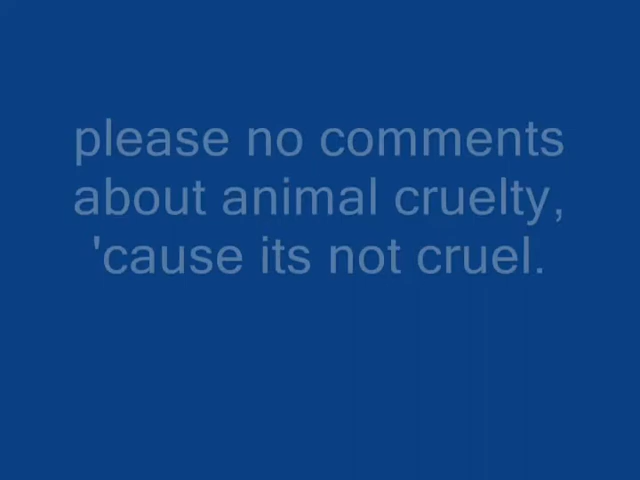 please no comments
about animal cruelty,
'cause its not cruel.